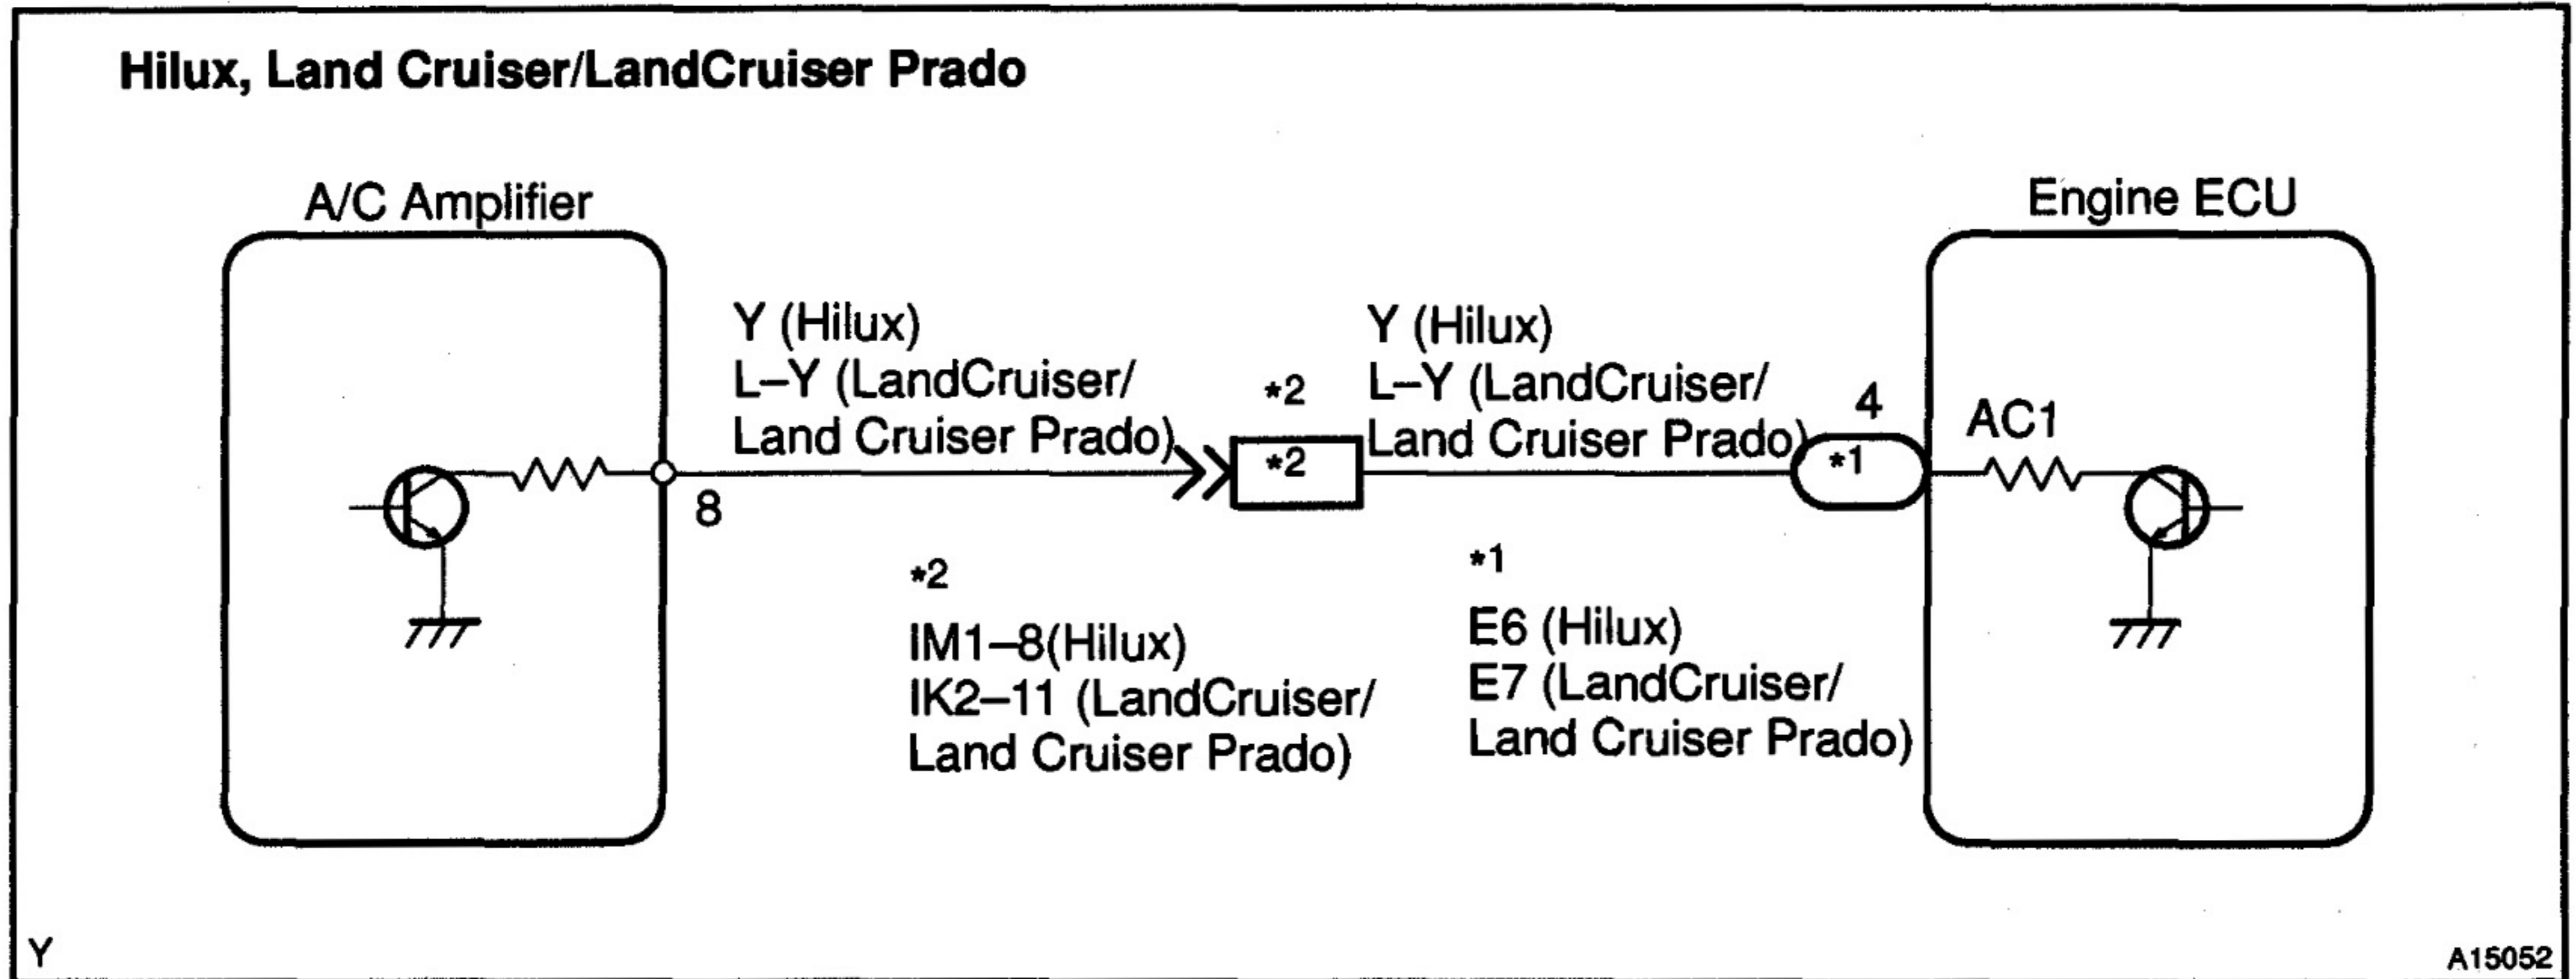 Hilux, Land Cruiser/LandCruiser Prado
A/C Amplifier
Engine ECU
Y (Hilux)
L–Y (LandCruiser/
Land Cruiser Prado)
8
*2
*2
Y (Hilux)
L–Y (LandCruiser/
Land Cruiser Prado)
4
*1
AC1
*2
IM1–8(Hilux)
IK2–11 (LandCruiser/
Land Cruiser Prado)
*1
E6 (Hilux)
E7 (LandCruiser/
Land Cruiser Prado)
Y
A15052